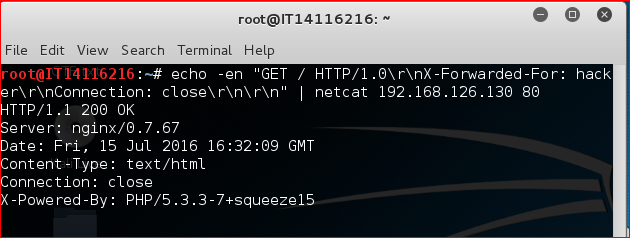 root@IT14116216: ~
File Edit View Search Terminal Help
root@IT14116216:~# echo -en "GET / HTTP/1.0\r\nX-Forwarded-For: hack
er\r\nConnection: close\r\n\r\n" | netcat 192.168.126.130 80
HTTP/1.1 200 OK
Server: nginx/0.7.67
Date: Fri, 15 Jul 2016 16:32:09 GMT
Content-Type: text/html
Connection: close
X-Powered-By: PHP/5.3.3-7+squeeze15